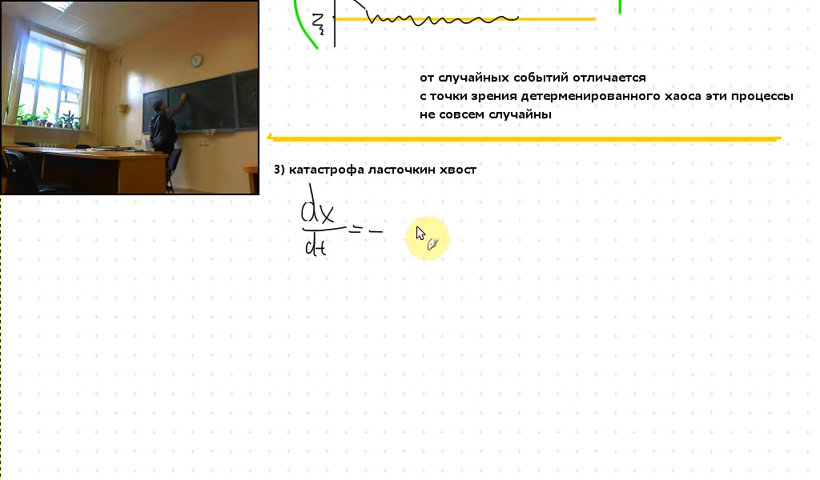 от случайных событий отличается
с точки зрения детерменированного хаоса эти процессы
не совсем случайны
3) катастрофа ласточкин хвост
dx
dt = -